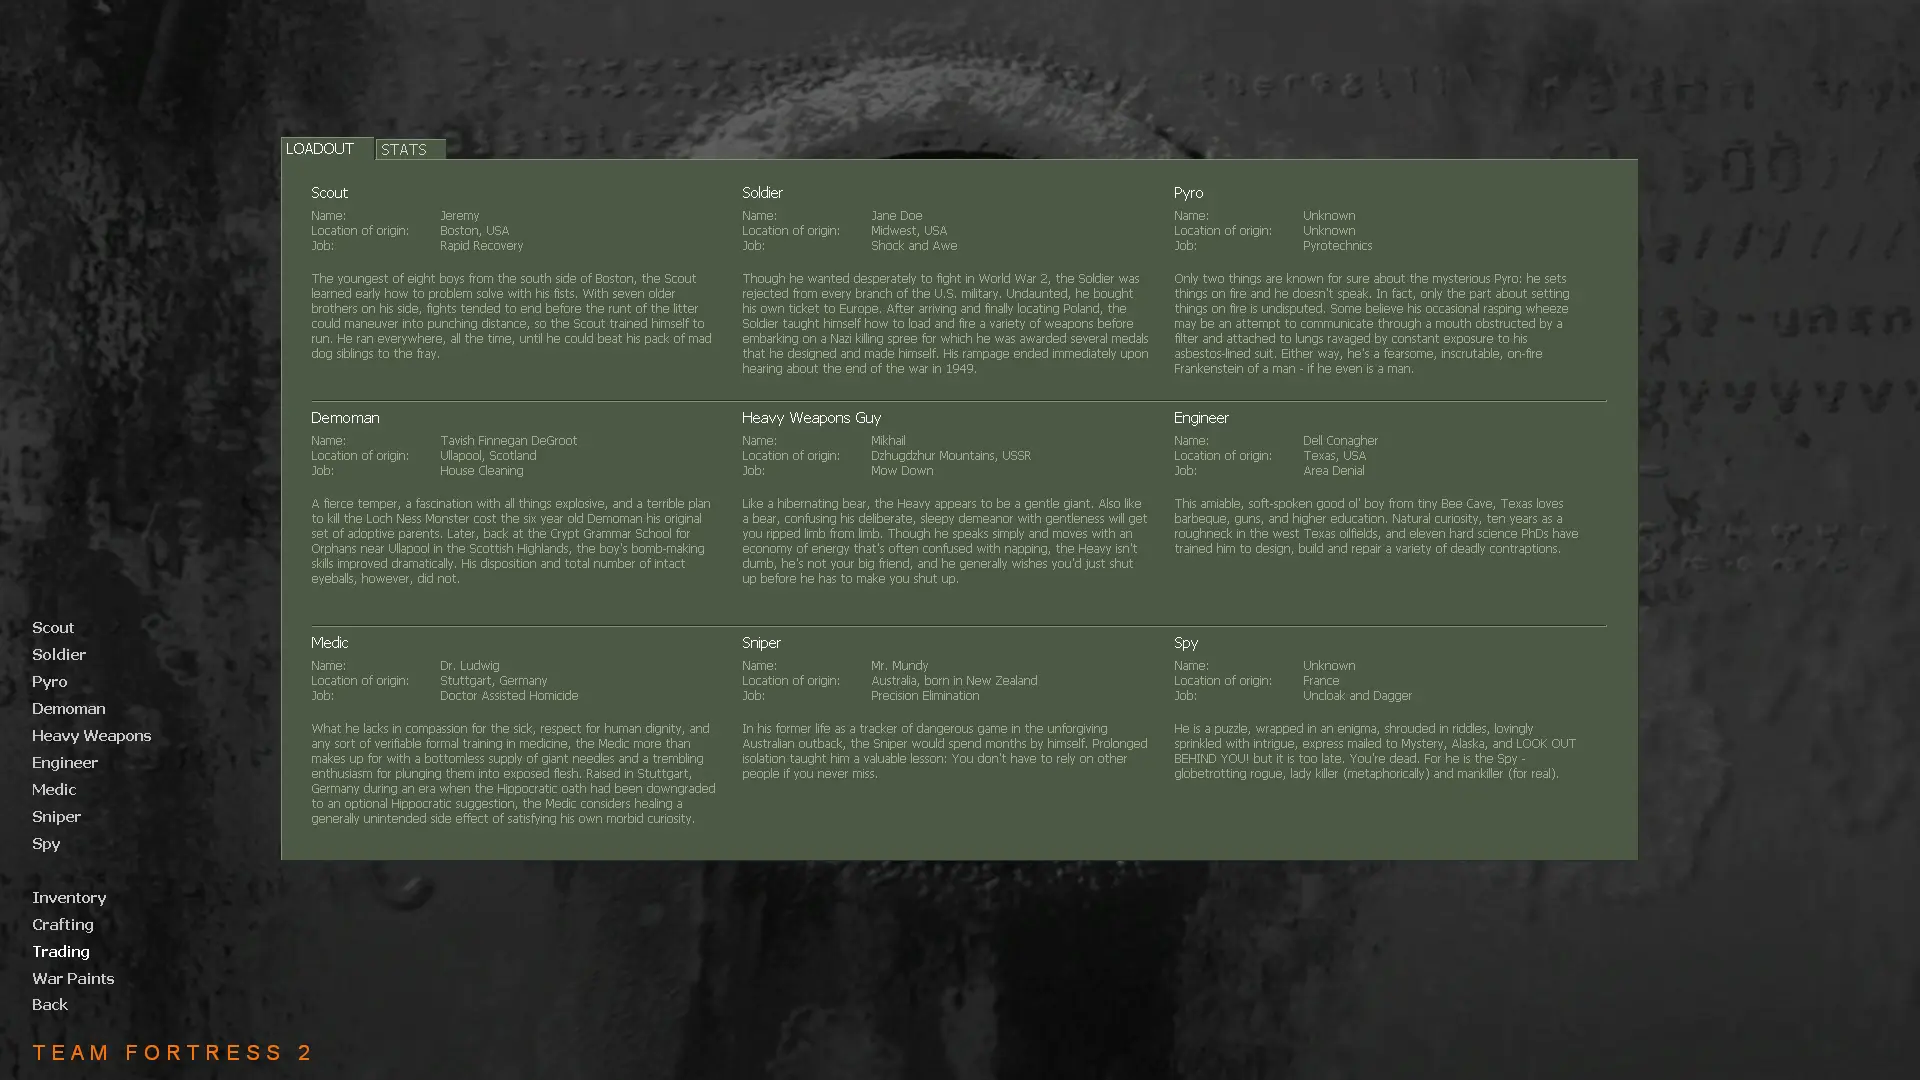 LOADOUT
STATS
Scout
Name: Jeremy
Location of origin: Boston, USA
Job: Rapid Recovery
The youngest of eight boys from the south side of Boston, the Scout
learned early how to problem solve with his fists. With seven older
brothers on his side, fights tended to end before the runt of the litter
could maneuver into punching distance, so the Scout trained himself to
run. He ran everywhere, all the time, until he could beat his pack of mad
dog siblings to the fray.
Soldier
Name: Jane Doe
Location of origin: Midwest, USA
Job: Shock and Awe
Though he wanted desperately to fight in World War 2, the Soldier was
rejected from every branch of the U.S. military. Undaunted, he bought
his own ticket to Europe. After arriving and finally locating Poland, the
Soldier taught himself how to load and fire a variety of weapons before
embarking on a Nazi killing spree for which he was awarded several medals
that he designed and made himself. His rampage ended immediately upon
hearing about the end of the war in 1949.
Pyro
Name: Unknown
Location of origin: Unknown
Job: Pyrotechnics
Only two things are known for sure about the mysterious Pyro: he sets
things on fire and he doesn't speak. In fact, only the part about setting
things on fire is undisputed. Some believe his occasional rasping wheeze
may be an attempt to communicate through a mouth obstructed by a
filter and attached to lungs ravaged by constant exposure to his
asbestos-lined suit. Either way, he's a fearsome, inscrutable, on-fire
Frankenstein of a man - if he even is a man.
Demoman
Name: Tavish Finnegan DeGroot
Location of origin: Ullapool, Scotland
Job: House Cleaning
A fierce temper, a fascination with all things explosive, and a terrible plan
to kill the Loch Ness Monster cost the six year old Demoman his original
set of adoptive parents. Later, back at the Crypt Grammar School for
Orphans near Ullapool in the Scottish Highlands, the boy's bomb-making
skills improved dramatically. His disposition and total number of intact
eyeballs, however, did not.
Heavy Weapons Guy
Name: Mikhail
Location of origin: Dzhugdzhur Mountains, USSR
Job: Mow Down
Like a hibernating bear, the Heavy appears to be a gentle giant. Also like
a bear, confusing his deliberate, sleepy demeanor with gentleness will get
you ripped limb from limb. Though he speaks simply and moves with an
economy of energy that's often confused with napping, the Heavy isn't
dumb, he's not your big friend, and he generally wishes you'd just shut
up before he has to make you shut up.
Engineer
Name: Dell Conagher
Location of origin: Texas, USA
Job: Area Denial
This amiable, soft-spoken good ol' boy from tiny Bee Cave, Texas loves
barbeque, guns, and higher education. Natural curiosity, ten years as a
roughneck in the west Texas oilfields, and eleven hard science PhDs have
trained him to design, build and repair a variety of deadly contraptions.
Medic
Name: Dr. Ludwig
Location of origin: Stuttgart, Germany
Job: Doctor Assisted Homicide
What he lacks in compassion for the sick, respect for human dignity, and
any sort of verifiable formal training in medicine, the Medic more than
makes up for with a bottomless supply of giant needles and a trembling
enthusiasm for plunging them into exposed flesh. Raised in Stuttgart,
Germany during an era when the Hippocratic oath had been downgraded
to an optional Hippocratic suggestion, the Medic considers healing a
generally unintended side effect of satisfying his own morbid curiosity.
Sniper
Name: Mr. Mundy
Location of origin: Australia, born in New Zealand
Job: Precision Elimination
In his former life as a tracker of dangerous game in the unforgiving
Australian outback, the Sniper would spend months by himself. Prolonged
isolation taught him a valuable lesson: You don't have to rely on other
people if you never miss.
Spy
Name: Unknown
Location of origin: France
Job: Uncloak and Dagger
He is a puzzle, wrapped in an enigma, shrouded in riddles, lovingly
sprinkled with intrigue, express mailed to Mystery, Alaska, and LOOK OUT
BEHIND YOU! but it is too late. You're dead. For he is the Spy -
globetrotting rogue, lady killer (metaphorically) and mankiller (for real).
Scout
Soldier
Pyro
Demoman
Heavy Weapons
Engineer
Medic
Sniper
Spy
Inventory
Crafting
Trading
War Paints
Back
TEAM FORTRESS 2